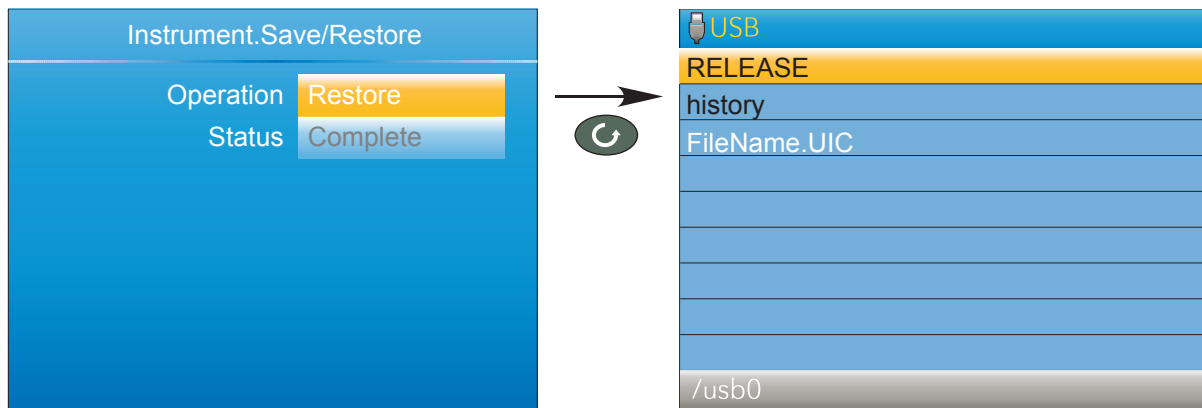 Instrument.Save/Restore
Operation Restore
Status Complete
USB
RELEASE
history
FileName.UIC
/usb0